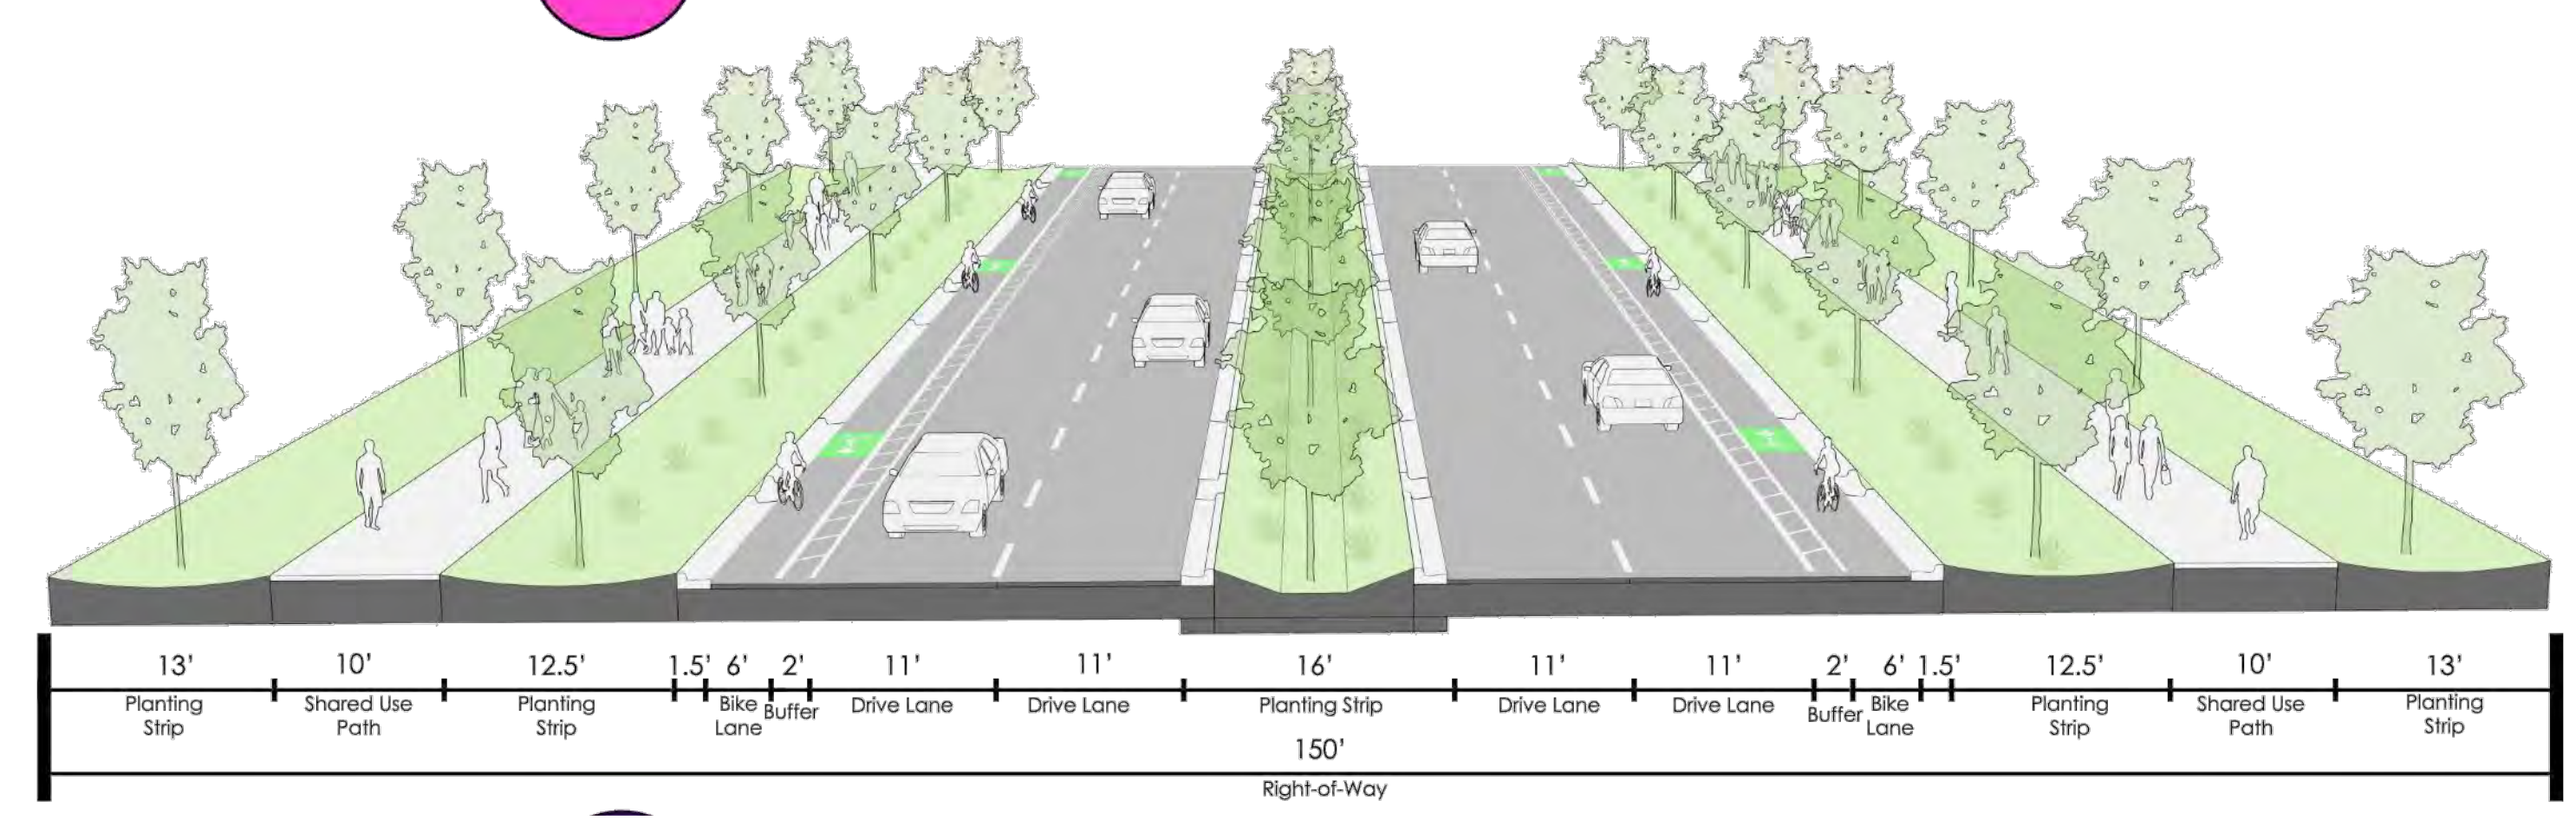 13' 10' 12.5' 1.5' 6' 2' 11' 11' 16' 11' 11' 2' 6' 1.5' 12.5' 10' 13'
Planting Strip
Shared Use Path
Planting Strip
Bike Lane
Buffer
Drive Lane
Drive Lane
Planting Strip
Drive Lane
Drive Lane
Buffer
Bike Lane
Planting Strip
Shared Use Path
Planting Strip
150'
Right-of-Way